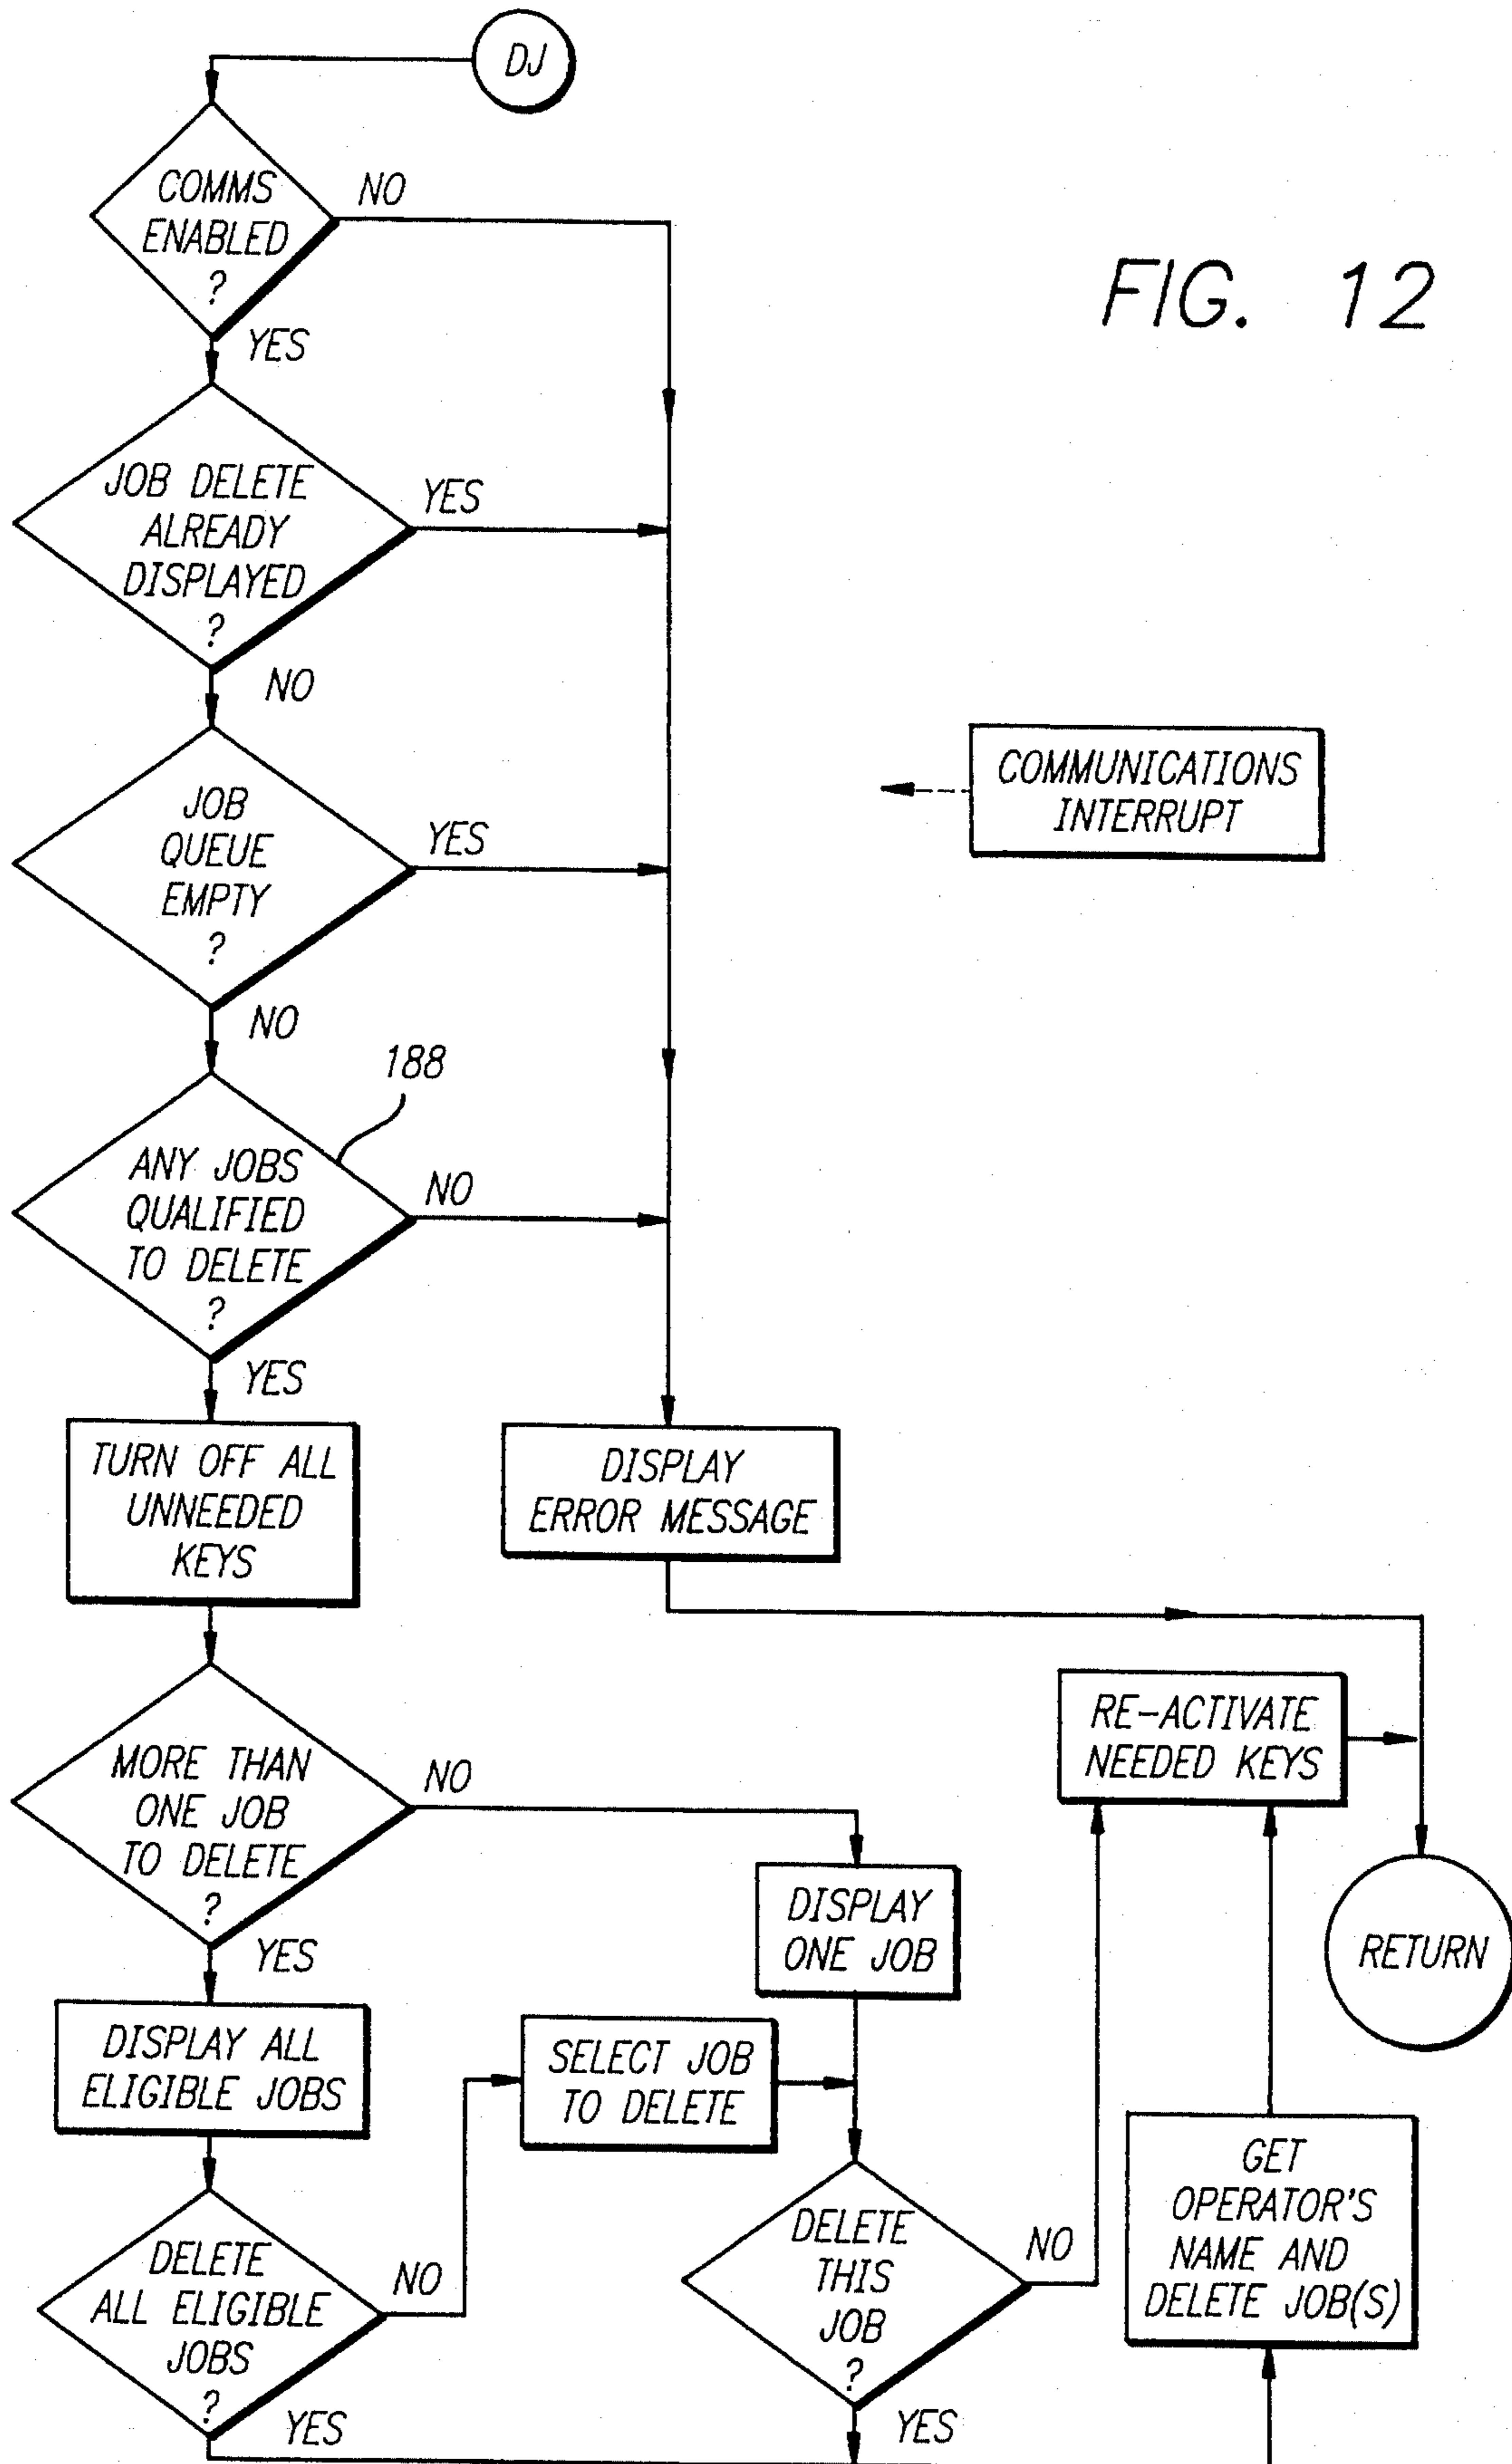 DJ
COMMS
ENABLED
?
NO
YES
FIG. 12
JOB DELETE
ALREADY
DISPLAYED
?
YES
NO
JOB
QUEUE
EMPTY
?
YES
NO
COMMUNICATIONS
INTERRUPT
188
ANY JOBS
QUALIFIED
TO DELETE
?
NO
YES
TURN OFF ALL
UNNEEDED
KEYS
DISPLAY
ERROR MESSAGE
MORE THAN
ONE JOB
TO DELETE
?
NO
YES
RE-ACTIVATE
NEEDED KEYS
DISPLAY
ONE JOB
RETURN
DISPLAY ALL
ELIGIBLE JOBS
SELECT JOB
TO DELETE
DELETE
ALL ELIGIBLE
JOBS
?
NO
YES
DELETE
THIS
JOB
?
NO
YES
GET
OPERATOR'S
NAME AND
DELETE JOB(S)